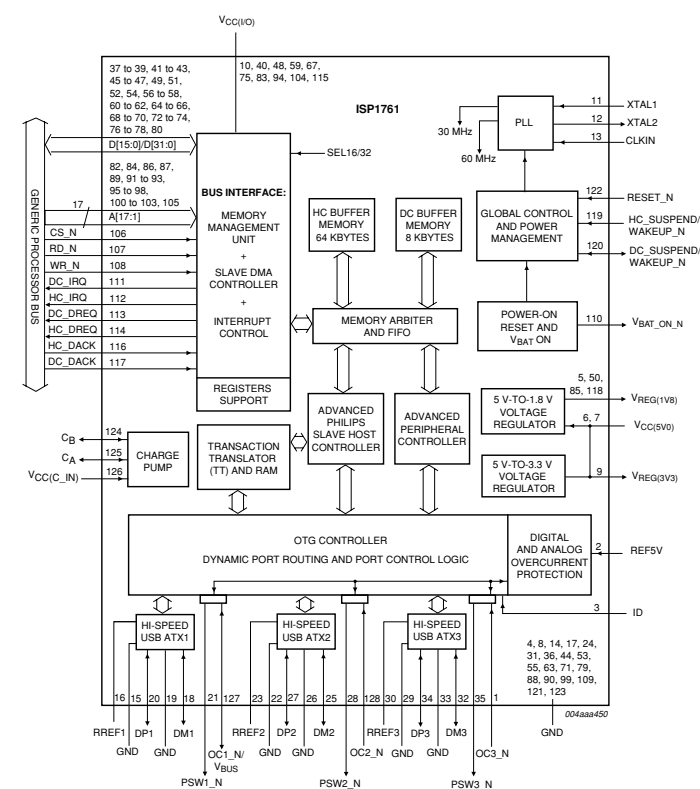 VCC(I/O)
37 to 39, 41 to 43,
45 to 47, 49, 51,
52, 54, 56 to 58,
60 to 62, 64 to 66,
68 to 70, 72 to 74,
76 to 78, 80
D[15:0]/D[31:0]
82, 84, 86, 87,
89, 91 to 93,
95 to 98,
100 to 103, 105
17
A[17:1]
10, 40, 48, 59, 67,
75, 83, 94, 104, 115
ISP1761
SEL16/32
GENERIC PROCESSOR BUS
CS_N 106
RD_N 107
WR_N 108
DC_IRQ 111
HC_IRQ 112
DC_DREQ 113
HC_DREQ 114
HC_DACK 116
DC_DACK 117
BUS INTERFACE:
MEMORY
MANAGEMENT
UNIT
+
SLAVE DMA
CONTROLLER
+
INTERRUPT
CONTROL
REGISTERS
SUPPORT
HC BUFFER
MEMORY
64 KBYTES
DC BUFFER
MEMORY
8 KBYTES
MEMORY ARBITER
AND FIFO
30 MHz
60 MHz
PLL
11 XTAL1
12 XTAL2
13 CLKIN
GLOBAL CONTROL
AND POWER
MANAGEMENT
122 RESET_N
119 HC_SUSPEND/
WAKEUP_N
120 DC_SUSPEND/
WAKEUP_N
POWER-ON
RESET AND
VBAT ON
110 VBAT_ON_N
5 V-TO-1.8 V
VOLTAGE
REGULATOR
5, 50,
85, 118
VREG(1V8)
6, 7
VCC(5V0)
5 V-TO-3.3 V
VOLTAGE
REGULATOR
9 VREG(3V3)
CB 124
CA 125
VCC(C_IN) 126
CHARGE
PUMP
TRANSACTION
TRANSLATOR
(TT) AND RAM
ADVANCED
PHILIPS
SLAVE HOST
CONTROLLER
ADVANCED
PERIPHERAL
CONTROLLER
OTG CONTROLLER
DYNAMIC PORT ROUTING AND PORT CONTROL LOGIC
DIGITAL
AND ANALOG
OVERCURRENT
PROTECTION
2 REF5V
3 ID
HI-SPEED
USB ATX1
HI-SPEED
USB ATX2
HI-SPEED
USB ATX3
4, 8, 14, 17, 24,
31, 36, 44, 53,
55, 63, 71, 79,
88, 90, 99, 109,
121, 123
16 15 20 19 18 21 127 23 22 27 26 25 28 128 30 29 34 33 32 35 1
004aaa450
RREF1 DP1 DM1 RREF2 DP2 DM2 RREF3 DP3 DM3 GND
GND GND OC1_N/
VBUS GND GND OC2_N GND GND OC3_N
PSW1_N PSW2_N PSW3_N